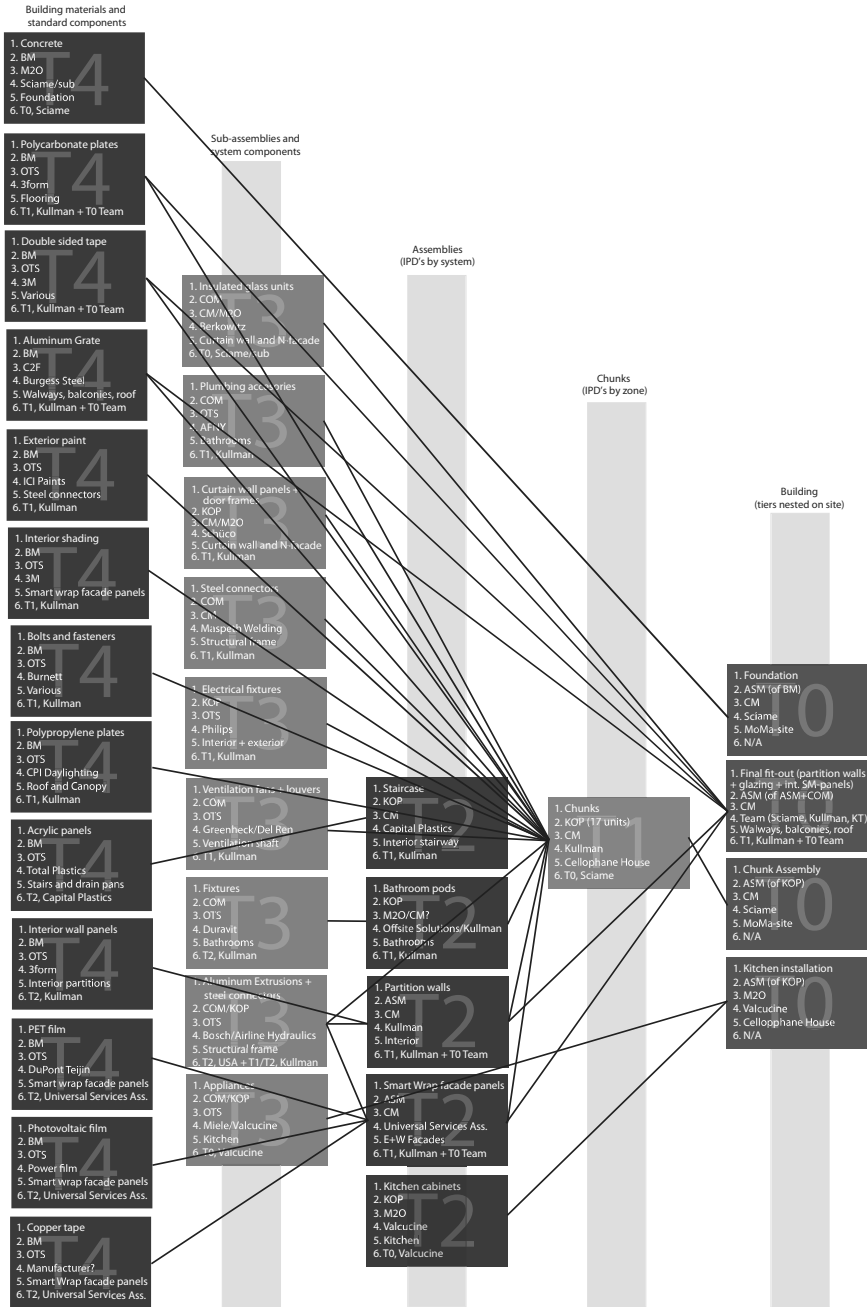 Building materials and
standard components
T4
1. Concrete
2. BM
3. M2O
4. Sciame/sub
5. Foundation
6. T0, Sciame
T4
1. Polycarbonate plates
2. BM
3. OTS
4. 3form
5. Flooring
6. T1, Kullman + T0 Team
T4
1. Double sided tape
2. BM
3. OTS
4. 3M
5. Various
6. T1, Kullman + T0 Team
T4
1. Aluminum Grate
2. BM
3. C2F
4. Burgess Steel
5. Walways, balconies, roof
6. T1, Kullman + T0 Team
T4
1. Exterior paint
2. BM
3. OTS
4. ICI Paints
5. Steel connectors
6. T1, Kullman
T4
1. Interior shading
2. BM
3. OTS
4. 3M
5. Smart wrap facade panels
6. T1, Kullman
T4
1. Bolts and fasteners
2. BM
3. OTS
4. Burnett
5. Various
6. T1, Kullman
T4
1. Polypropylene plates
2. BM
3. OTS
4. CPI Daylighting
5. Roof and Canopy
6. T1, Kullman
T4
1. Acrylic panels
2. BM
3. OTS
4. Total Plastics
5. Stairs and drain pans
6. T2, Capital Plastics
T4
1. Interior wall panels
2. BM
3. OTS
4. 3form
5. Interior partitions
6. T2, Kullman
T4
1. PET film
2. BM
3. OTS
4. DuPont Teijin
5. Smart wrap facade panels
6. T2, Universal Services Ass.
T4
1. Photovoltaic film
2. BM
3. OTS
4. Power film
5. Smart wrap facade panels
6. T2, Universal Services Ass.
T4
1. Copper tape
2. BM
3. OTS
4. Manufacturer?
5. Smart Wrap facade panels
6. T2, Universal Services Ass.
Sub-assemblies and
system components
T3
1. Insulated glass units
2. COM
3. CM/M2O
4. Berkowitz
5. Curtain wall and N-facade
6. T0, Sciame/sub
T3
1. Plumbing accesories
2. COM
3. OTS
4. AFNY
5. Bathrooms
6. T1, Kullman
T3
1. Curtain wall panels +
door frames
2. KOP
3. CM/M2O
4. Schüco
5. Curtain wall and N-facade
6. T1, Kullman
T3
1. Steel connectors
2. COM
3. CM
4. Maspeth Welding
5. Structural frame
6. T1, Kullman
T3
1. Electrical fixtures
2. KOP
3. OTS
4. Philips
5. Interior + exterior
6. T1, Kullman
T3
1. Ventilation fans + louvers
2. COM
3. OTS
4. Greenheck/Del Ren
5. Ventilation shaft
6. T1, Kullman
T3
1. Fixtures
2. COM
3. OTS
4. Duravit
5. Bathrooms
6. T2, Kullman
T3
1. Aluminum Extrusions +
steel connectors
2. COM/KOP
3. OTS
4. Bosch/Airline Hydraulics
5. Structural frame
6. T2, USA + T1/T2, Kullman
T3
1. Appliances
2. COM/KOP
3. OTS
4. Miele/Valcucine
5. Kitchen
6. T0, Valcucine
Assemblies
(IPD's by system)
T2
1. Staircase
2. KOP
3. CM
4. Capital Plastics
5. Interior stairway
6. T1, Kullman
T2
1. Bathroom pods
2. KOP
3. M2O/CM?
4. Offsite Solutions/Kullman
5. Bathrooms
6. T1, Kullman
T2
1. Partition walls
2. ASM
3. CM
4. Kullman
5. Interior
6. T1, Kullman + T0 Team
T2
1. Smart Wrap facade panels
2. ASM
3. CM
4. Universal Services Ass.
5. E+W Facades
6. T1, Kullman + T0 Team
T2
1. Kitchen cabinets
2. KOP
3. M2O
4. Valcucine
5. Kitchen
6. T0, Valcucine
Chunks
(IPD's by zone)
T1
1. Chunks
2. KOP (17 units)
3. CM
4. Kullman
5. Cellophane House
6. T0, Sciame
Building
(tiers nested on site)
T0
1. Foundation
2. ASM (of BM)
3. CM
4. Sciame
5. MoMa-site
6. N/A
T0
1. Final fit-out (partition walls
+ glazing + int. SM-panels)
2. ASM (of ASM+COM)
3. CM
4. Team (Sciame, Kullman, KT)
5. Walways, balconies, roof
6. T1, Kullman + T0 Team
T0
1. Chunk Assembly
2. ASM (of KOP)
3. CM
4. Sciame
5. MoMa-site
6. N/A
T0
1. Kitchen installation
2. ASM (of KOP)
3. M2O
4. Valcucine
5. Cellopphane House
6. N/A